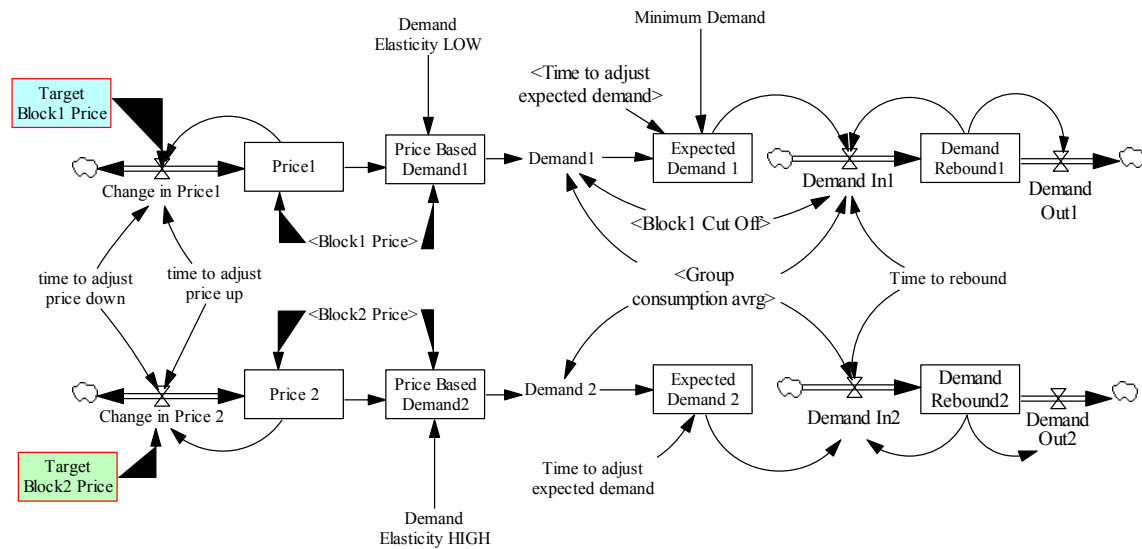 Demand
Elasticity LOW
Minimum Demand
Target
Block1 Price
<Time to adjust
expected demand>
Change in Price1
Price1
Price Based
Demand1
Demand1
Expected
Demand 1
Demand In1
Demand
Rebound1
Demand
Out1
<Block1 Price>
<Block1 Cut Off>
time to adjust
price down
time to adjust
price up
<Group
consumption avrg>
Time to rebound
<Block2 Price>
Change in Price 2
Price 2
Price Based
Demand2
Demand 2
Expected
Demand 2
Demand In2
Demand
Rebound2
Demand
Out2
Target
Block2 Price
Time to adjust
expected demand
Demand
Elasticity HIGH